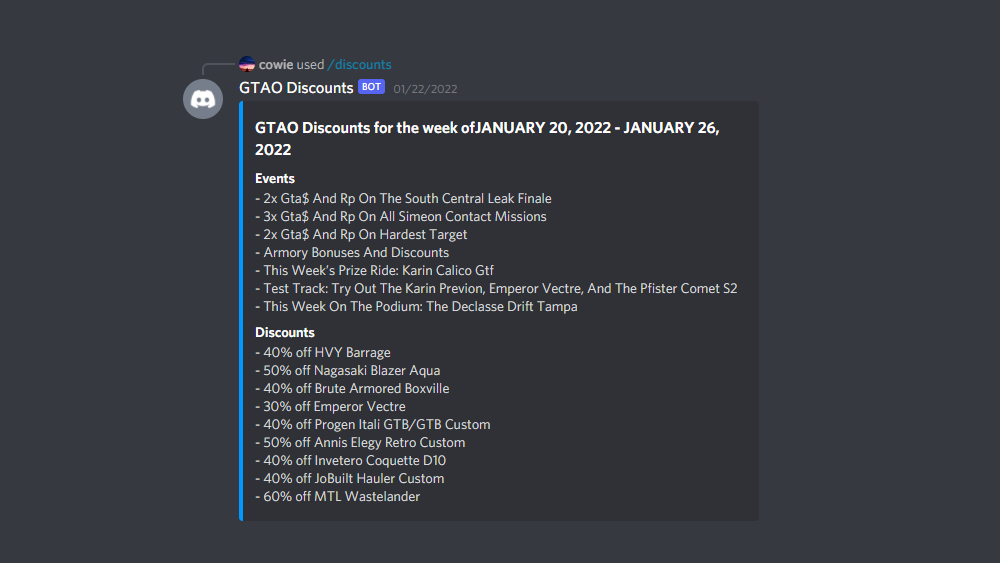 cowie used /discounts
GTAO Discounts BOT 01/22/2022
GTAO Discounts for the week ofJANUARY 20, 2022 - JANUARY 26,
2022
Events
- 2x Gta$ And Rp On The South Central Leak Finale
- 3x Gta$ And Rp On All Simeon Contact Missions
- 2x Gta$ And Rp On Hardest Target
- Armory Bonuses And Discounts
- This Week’s Prize Ride: Karin Calico Gtf
- Test Track: Try Out The Karin Previon, Emperor Vectre, And The Pfister Comet S2
- This Week On The Podium: The Declasse Drift Tampa
Discounts
- 40% off HVY Barrage
- 50% off Nagasaki Blazer Aqua
- 40% off Brute Armored Boxville
- 30% off Emperor Vectre
- 40% off Progen Itali GTB/GTB Custom
- 50% off Annis Elegy Retro Custom
- 40% off Invetero Coquette D10
- 40% off JoBuilt Hauler Custom
- 60% off MTL Wastelander